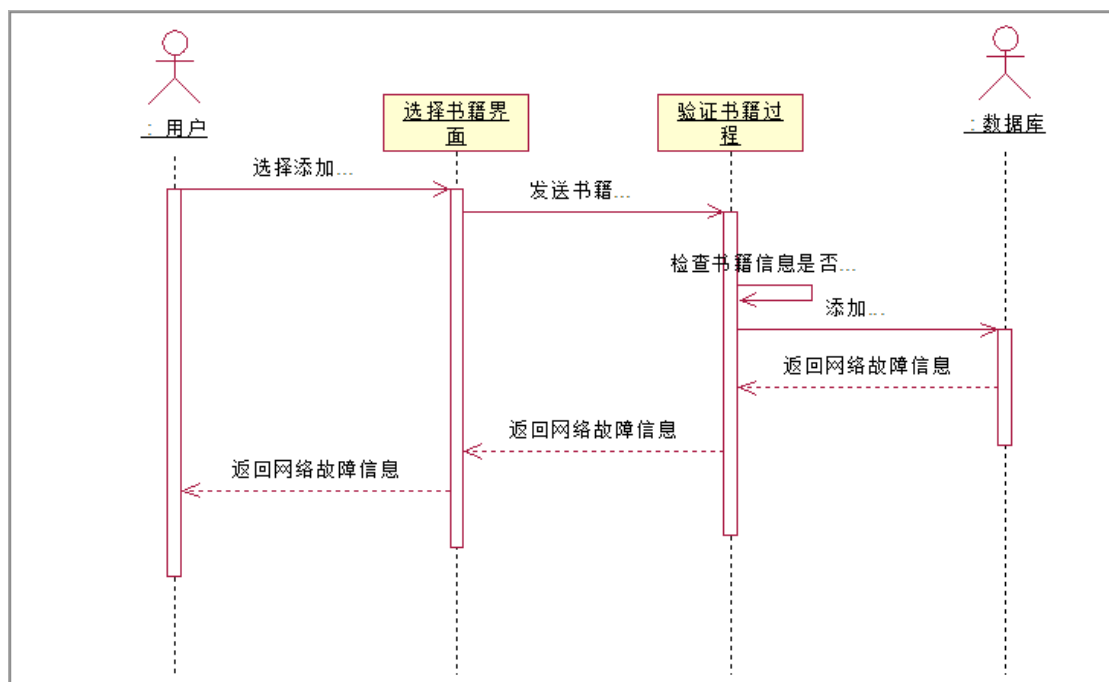 : 用户
选择书籍界
面
验证书籍过
程
: 数据库
选择添加...
发送书籍...
检查书籍信息是否...
添加...
返回网络故障信息
返回网络故障信息
返回网络故障信息